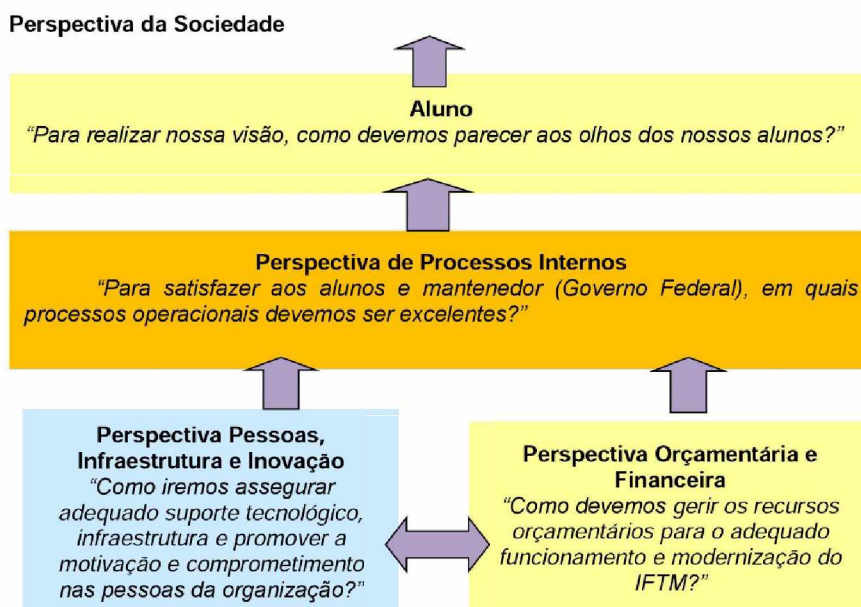 Perspectiva da Sociedade
Aluno
“Para realizar nossa visão, como devemos parecer aos olhos dos nossos alunos?”
Perspectiva de Processos Internos
“Para satisfazer aos alunos e mantenedor (Governo Federal), em quais
processos operacionais devemos ser excelentes?”
Perspectiva Pessoas,
Infraestrutura e Inovação
“Como iremos assegurar
adequado suporte tecnológico,
infraestrutura e promover a
motivação e comprometimento
nas pessoas da organização?”
Perspectiva Orçamentária e
Financeira
“Como devemos gerir os recursos
orçamentários para o adequado
funcionamento e modernização do
IFTM?”